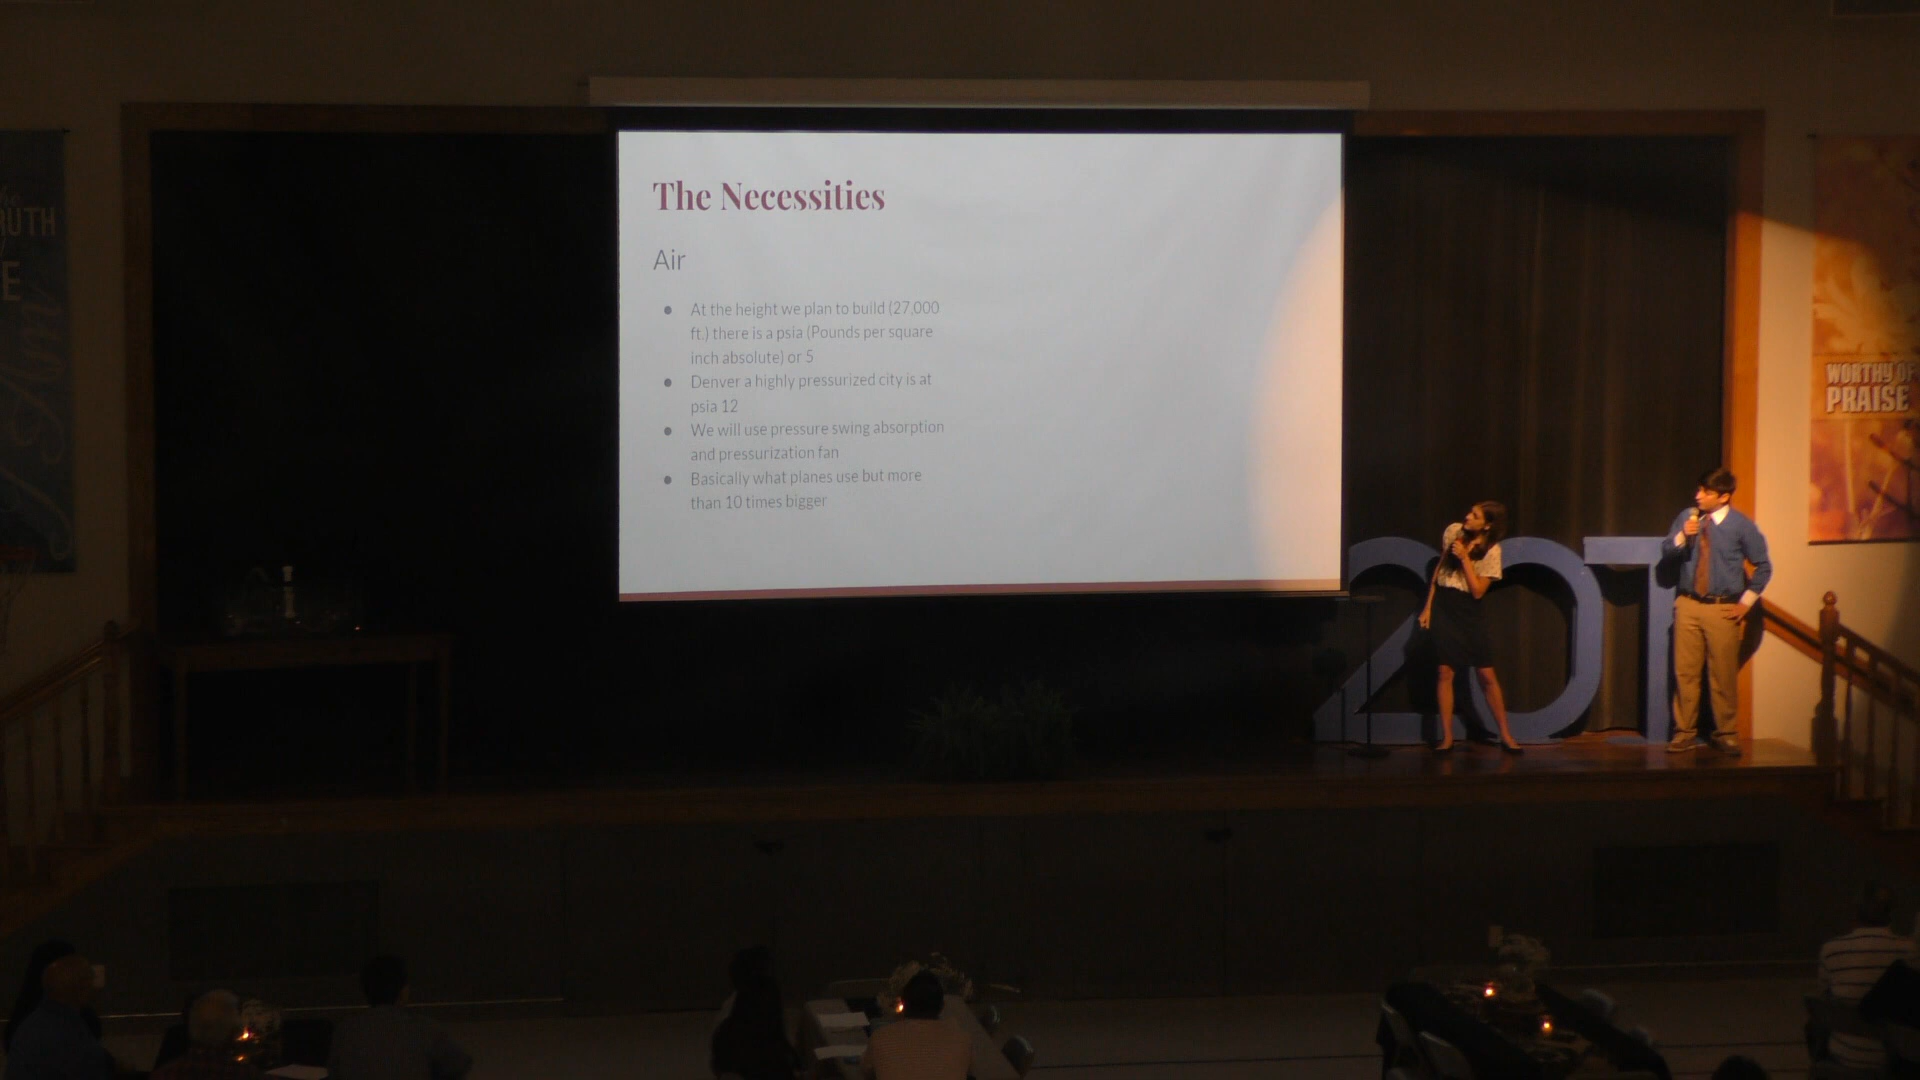 The Necessities
Air
At the height we plan to build (27,000
ft.) there is a psia (Pounds per square
inch absolute) or 5
Denver a highly pressurized city is at
psia 12
We will use pressure swing absorption
and pressurization fan
Basically what planes use but more
than 10 times bigger
WORTHY OF
PRAISE
201